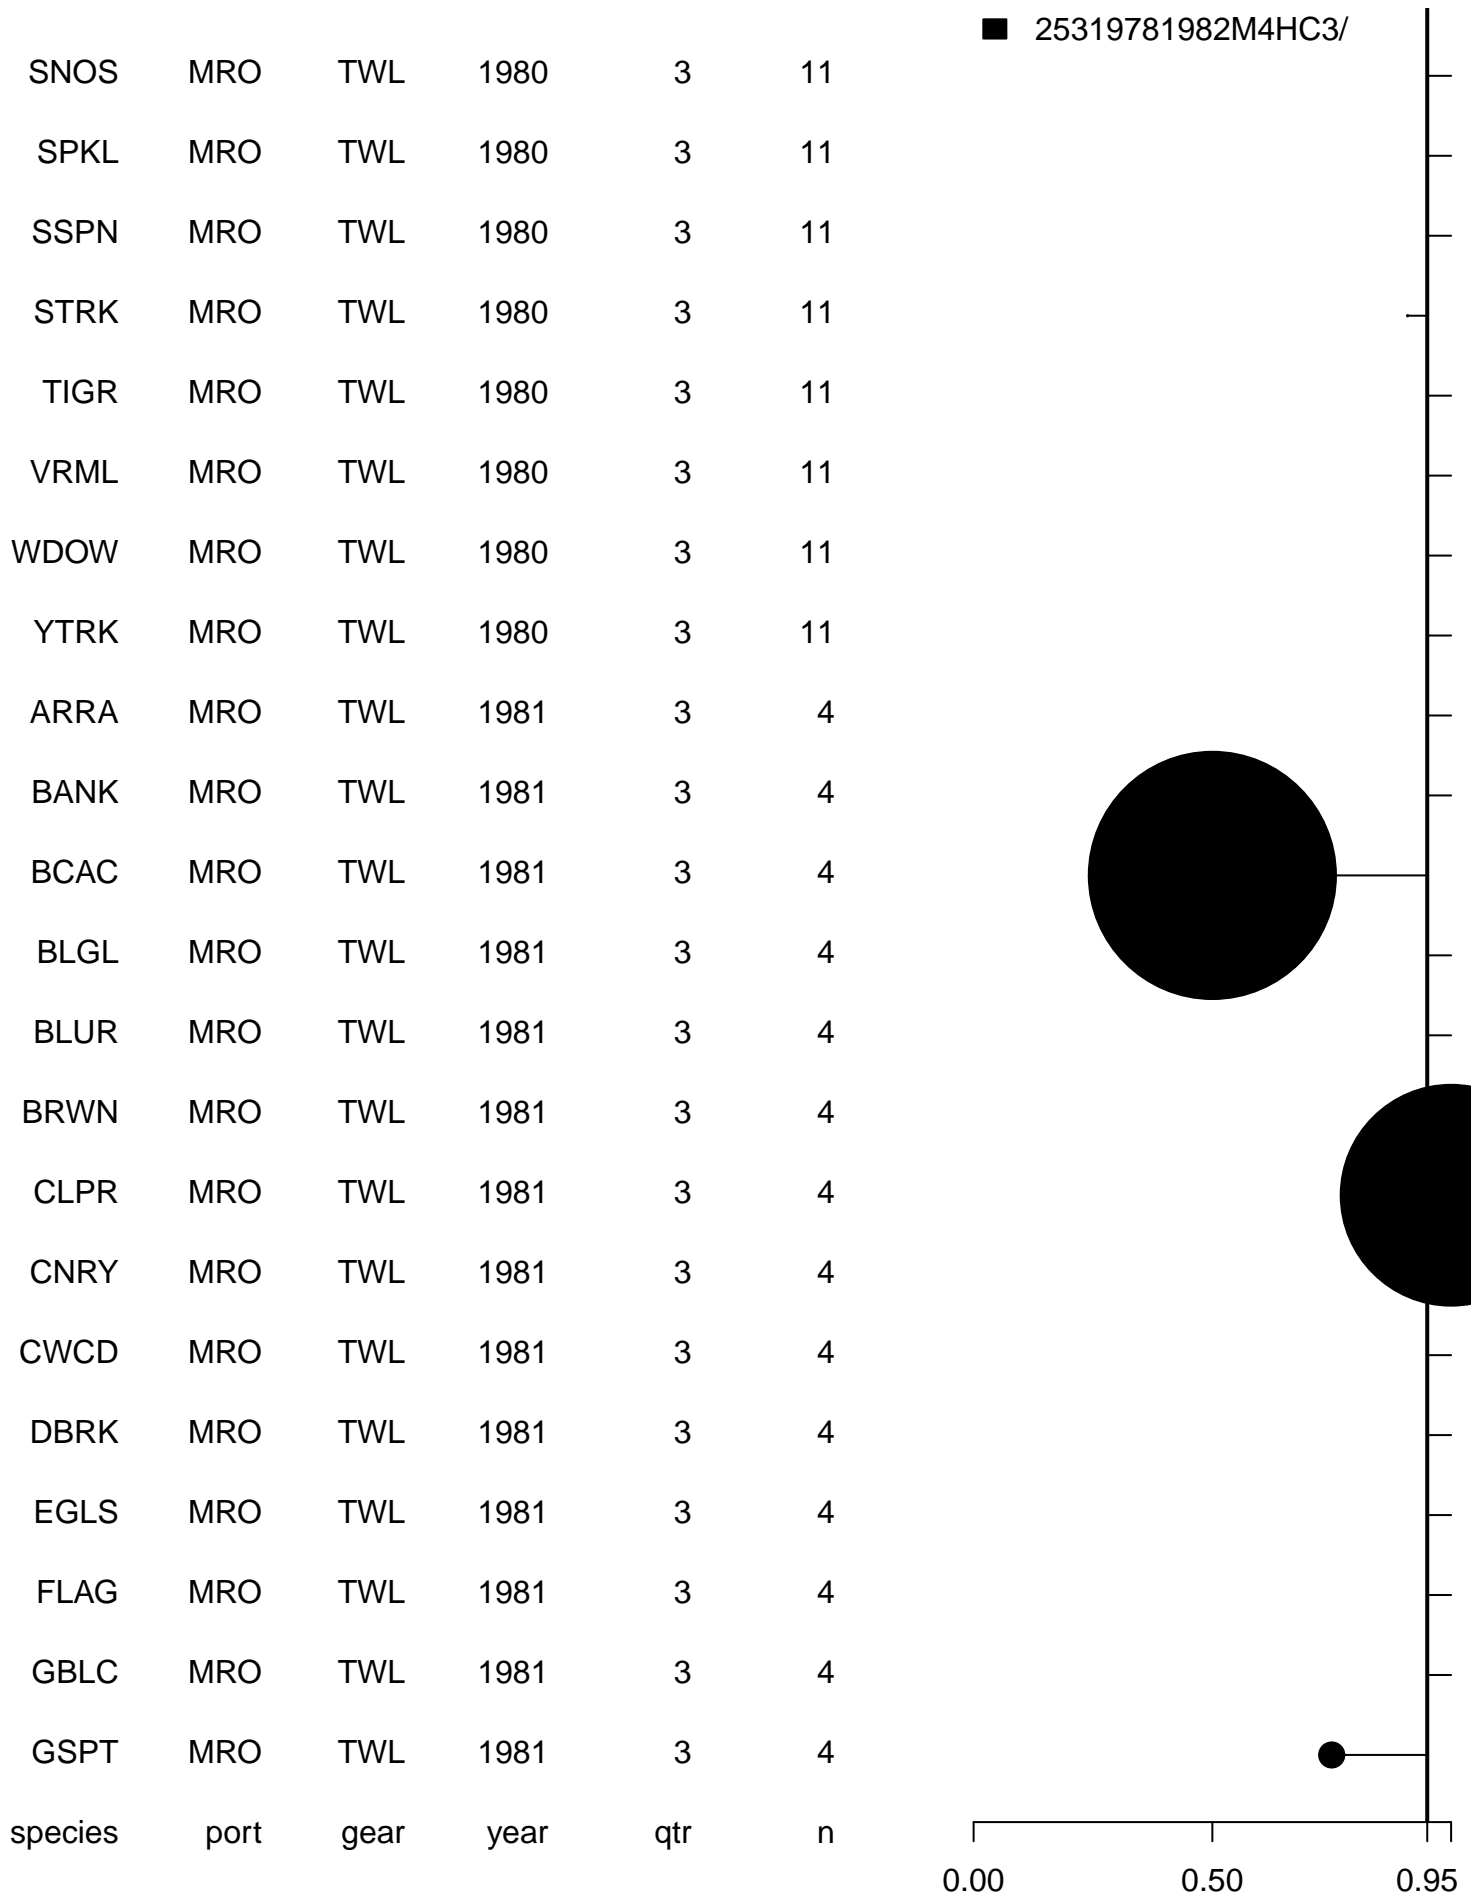 25319781982M4HC3/
SNOS MRO TWL 1980 3 11
SPKL MRO TWL 1980 3 11
SSPN MRO TWL 1980 3 11
STRK MRO TWL 1980 3 11
TIGR MRO TWL 1980 3 11
VRML MRO TWL 1980 3 11
WDOW MRO TWL 1980 3 11
YTRK MRO TWL 1980 3 11
ARRA MRO TWL 1981 3 4
BANK MRO TWL 1981 3 4
BCAC MRO TWL 1981 3 4
BLGL MRO TWL 1981 3 4
BLUR MRO TWL 1981 3 4
BRWN MRO TWL 1981 3 4
CLPR MRO TWL 1981 3 4
CNRY MRO TWL 1981 3 4
CWCD MRO TWL 1981 3 4
DBRK MRO TWL 1981 3 4
EGLS MRO TWL 1981 3 4
FLAG MRO TWL 1981 3 4
GBLC MRO TWL 1981 3 4
GSPT MRO TWL 1981 3 4
species port gear year qtr n
0.00 0.50 0.95